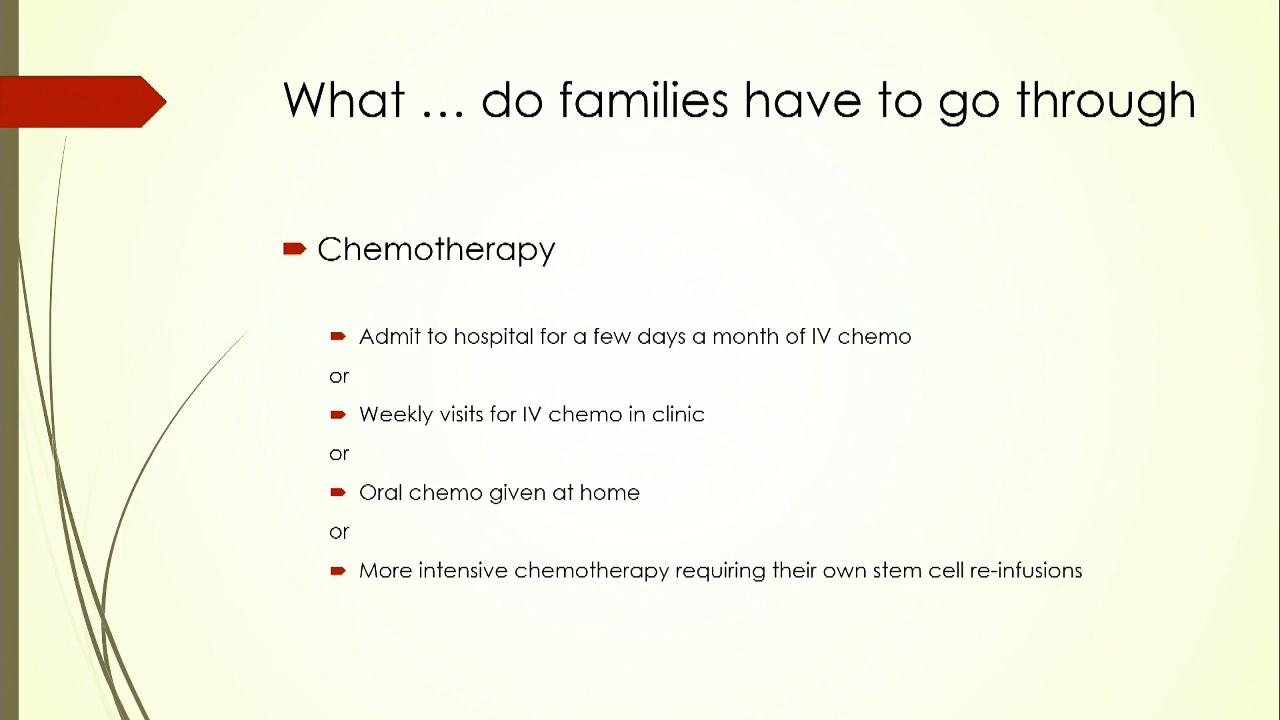 What ... do families have to go through
Chemotherapy
Admit to hospital for a few days a month of IV chemo
or
Weekly visits for IV chemo in clinic
or
Oral chemo given at home
or
More intensive chemotherapy requiring their own stem cell re-infusions